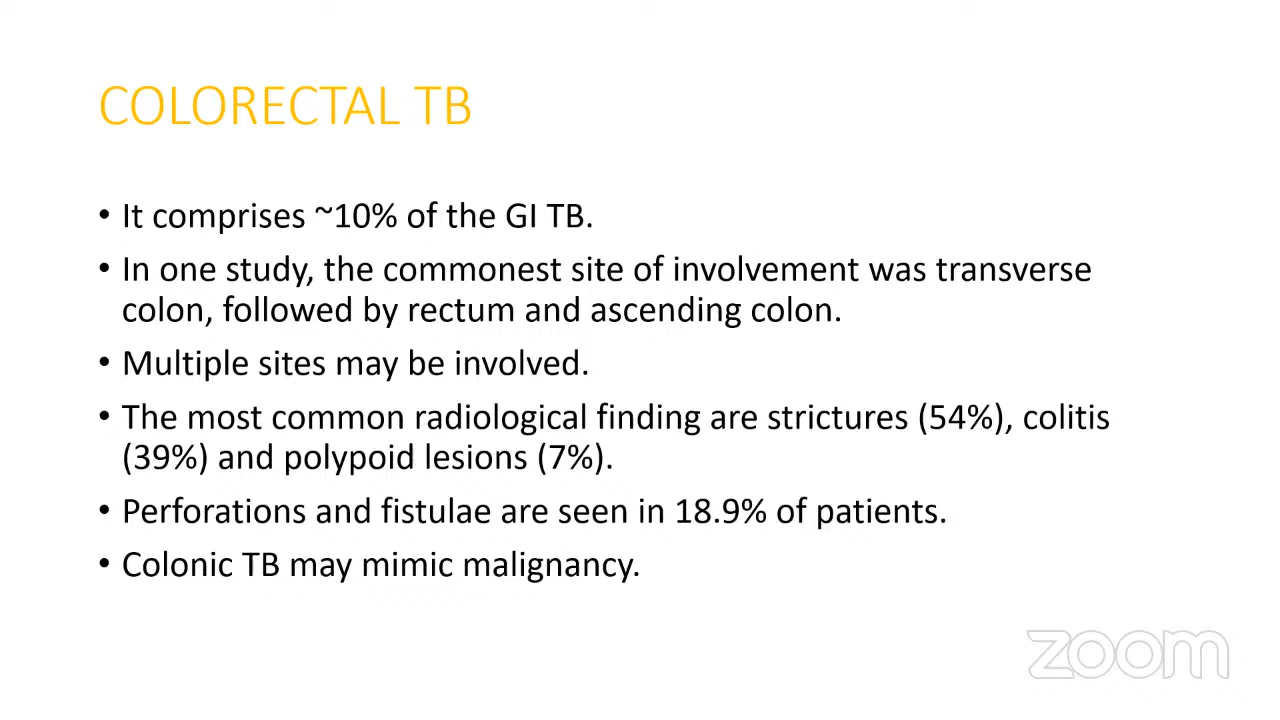 COLORECTAL TB
• It comprises ~10% of the GI TB.
• In one study, the commonest site of involvement was transverse
colon, followed by rectum and ascending colon.
• Multiple sites may be involved.
• The most common radiological finding are strictures (54%), colitis
(39%) and polypoid lesions (7%).
• Perforations and fistulae are seen in 18.9% of patients.
• Colonic TB may mimic malignancy.
zoom